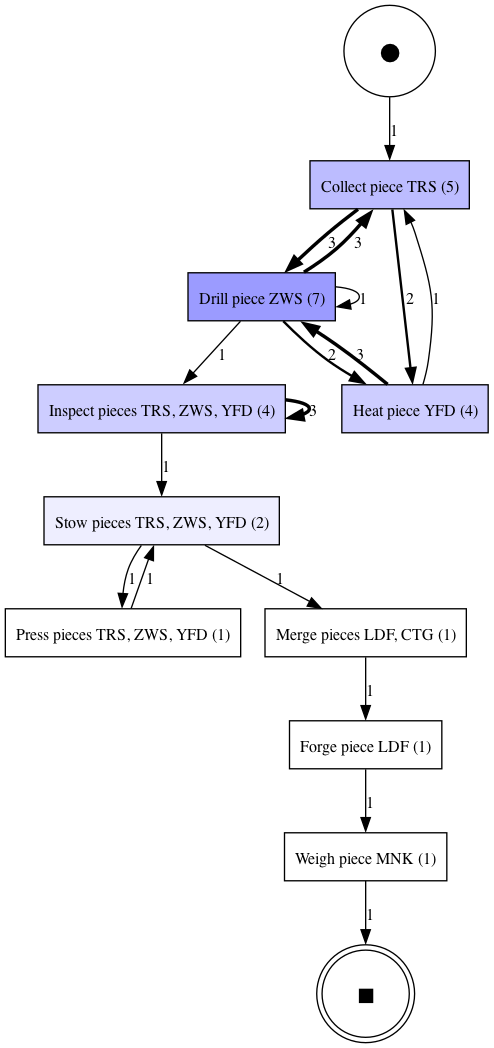 1
Collect piece TRS (5)
3
3
2
1
Drill piece ZWS (7)
1
1
2
3
Inspect pieces TRS, ZWS, YFD (4)
3
Heat piece YFD (4)
1
Stow pieces TRS, ZWS, YFD (2)
1
1
1
Press pieces TRS, ZWS, YFD (1)
Merge pieces LDF, CTG (1)
1
Forge piece LDF (1)
1
Weigh piece MNK (1)
1